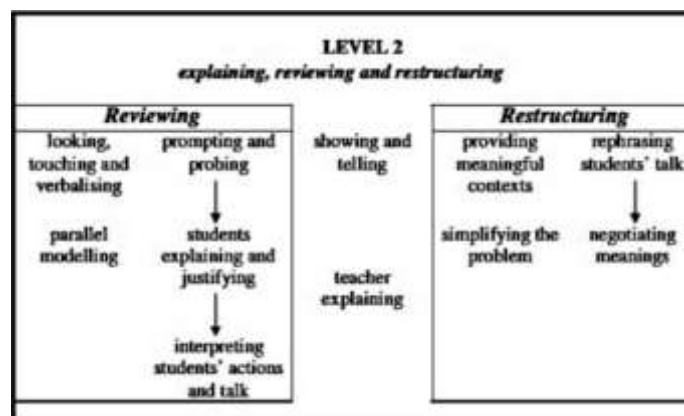 LEVEL 2
explaining, reviewing and restructuring
Reviewing
looking,
touching and
verbalising
parallel
modelling
prompting and
probing
students
explaining and
justifying
interpreting
students' actions
and talk
showing and
telling
teacher
explaining
Restructuring
providing
meaningful
contexts
simplifying the
problem
rephrasing
students' talk
negotiating
meanings